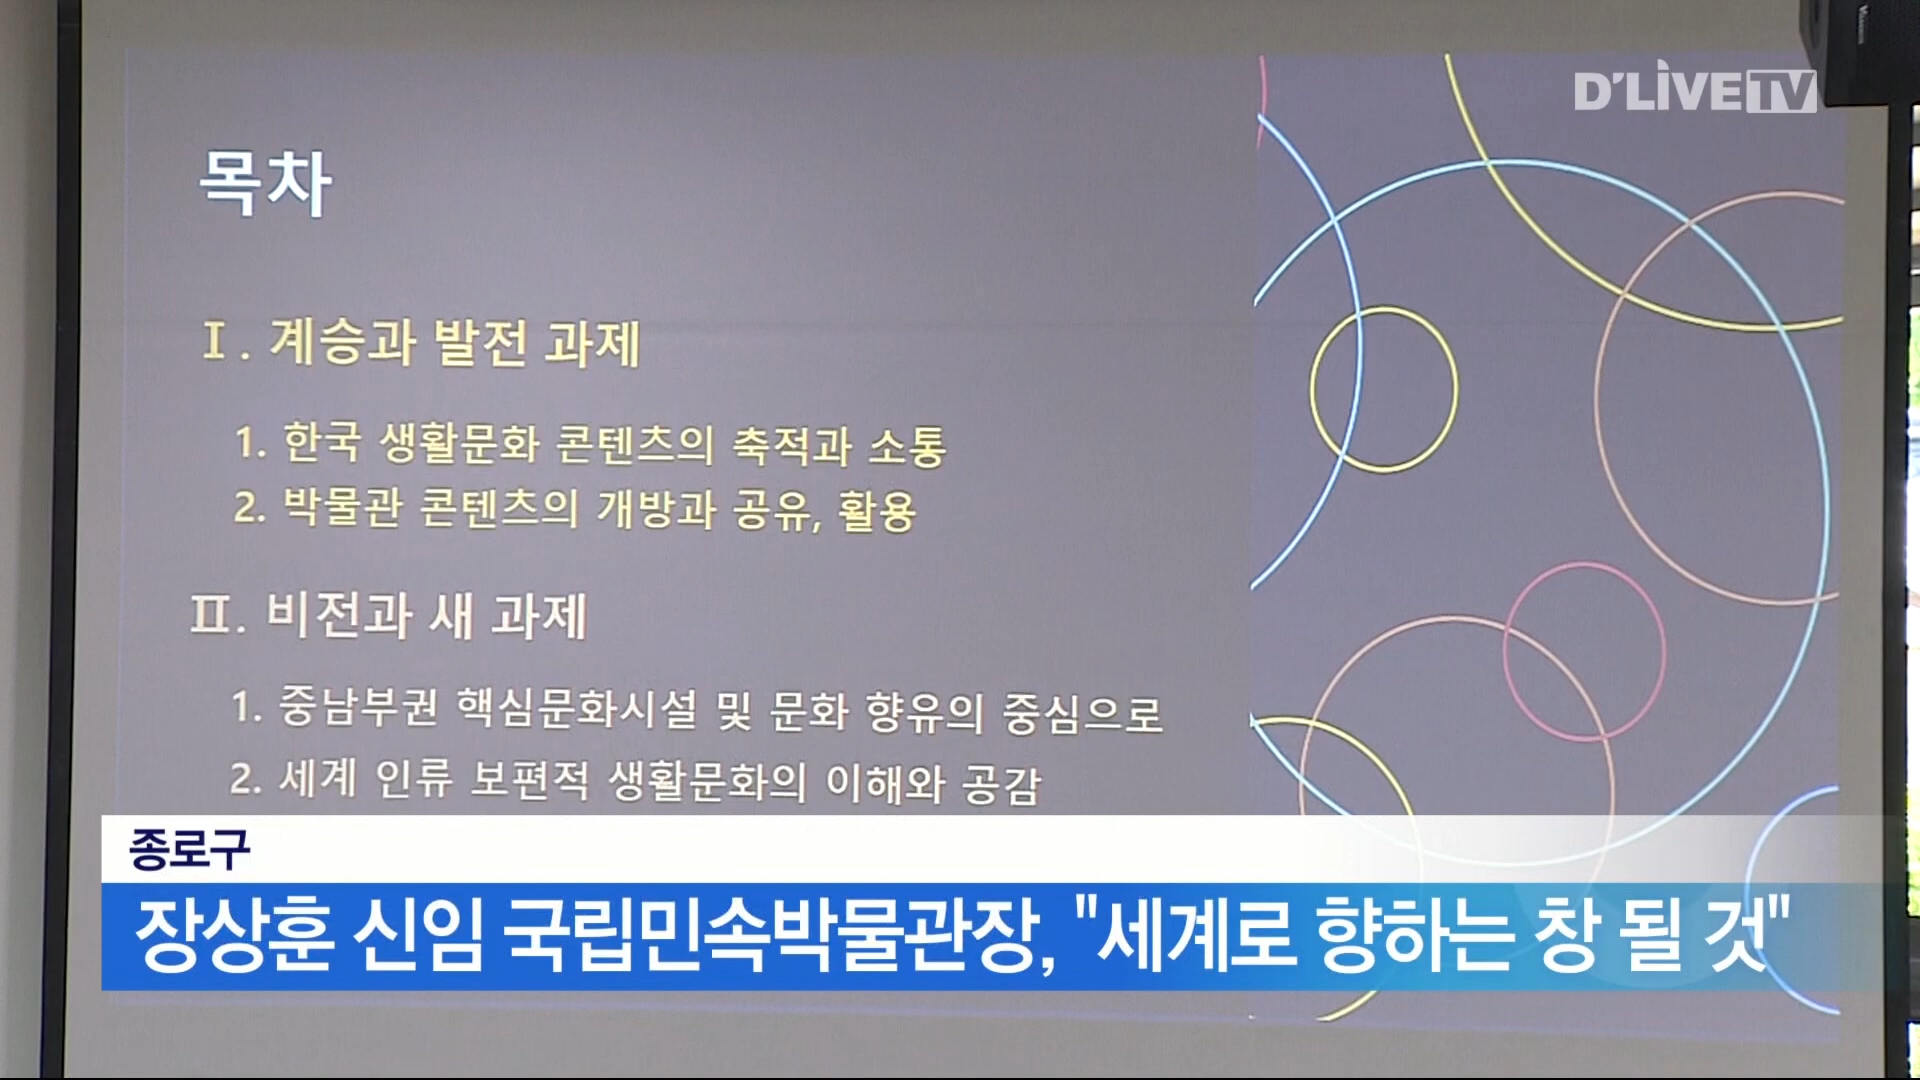 D'LIVE TV
목차
Ⅰ. 계승과 발전 과제
1. 한국 생활문화 콘텐츠의 축적과 소통
2. 박물관 콘텐츠의 개방과 공유, 활용
Ⅱ. 비전과 새 과제
1. 중남부권 핵심문화시설 및 문화 향유의 중심으로
2. 세계 인류 보편적 생활문화의 이해와 공감
종로구
장상훈 신임 국립민속박물관장, "세계로 향하는 창 될 것"